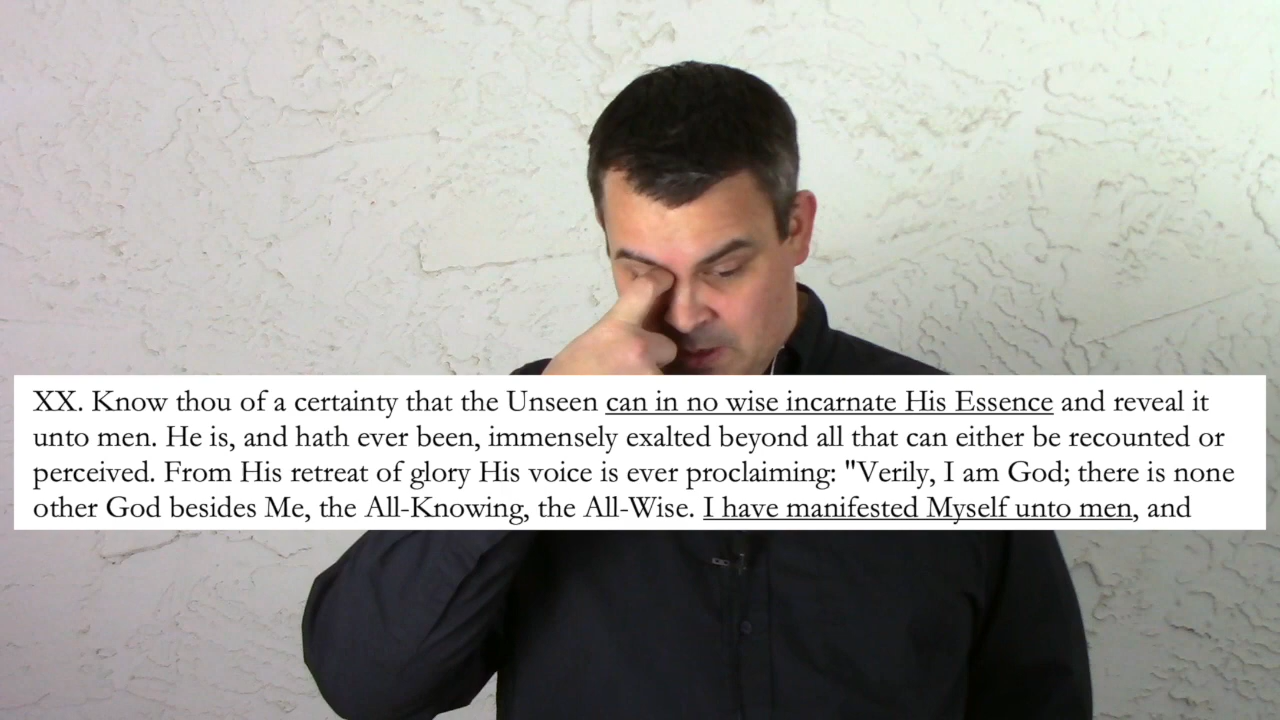 XX. Know thou of a certainty that the Unseen can in no wise incarnate His Essence and reveal it
unto men. He is, and hath ever been, immensely exalted beyond all that can either be recounted or
perceived. From His retreat of glory His voice is ever proclaiming: "Verily, I am God; there is none
other God besides Me, the All-Knowing, the All-Wise. I have manifested Myself unto men, and